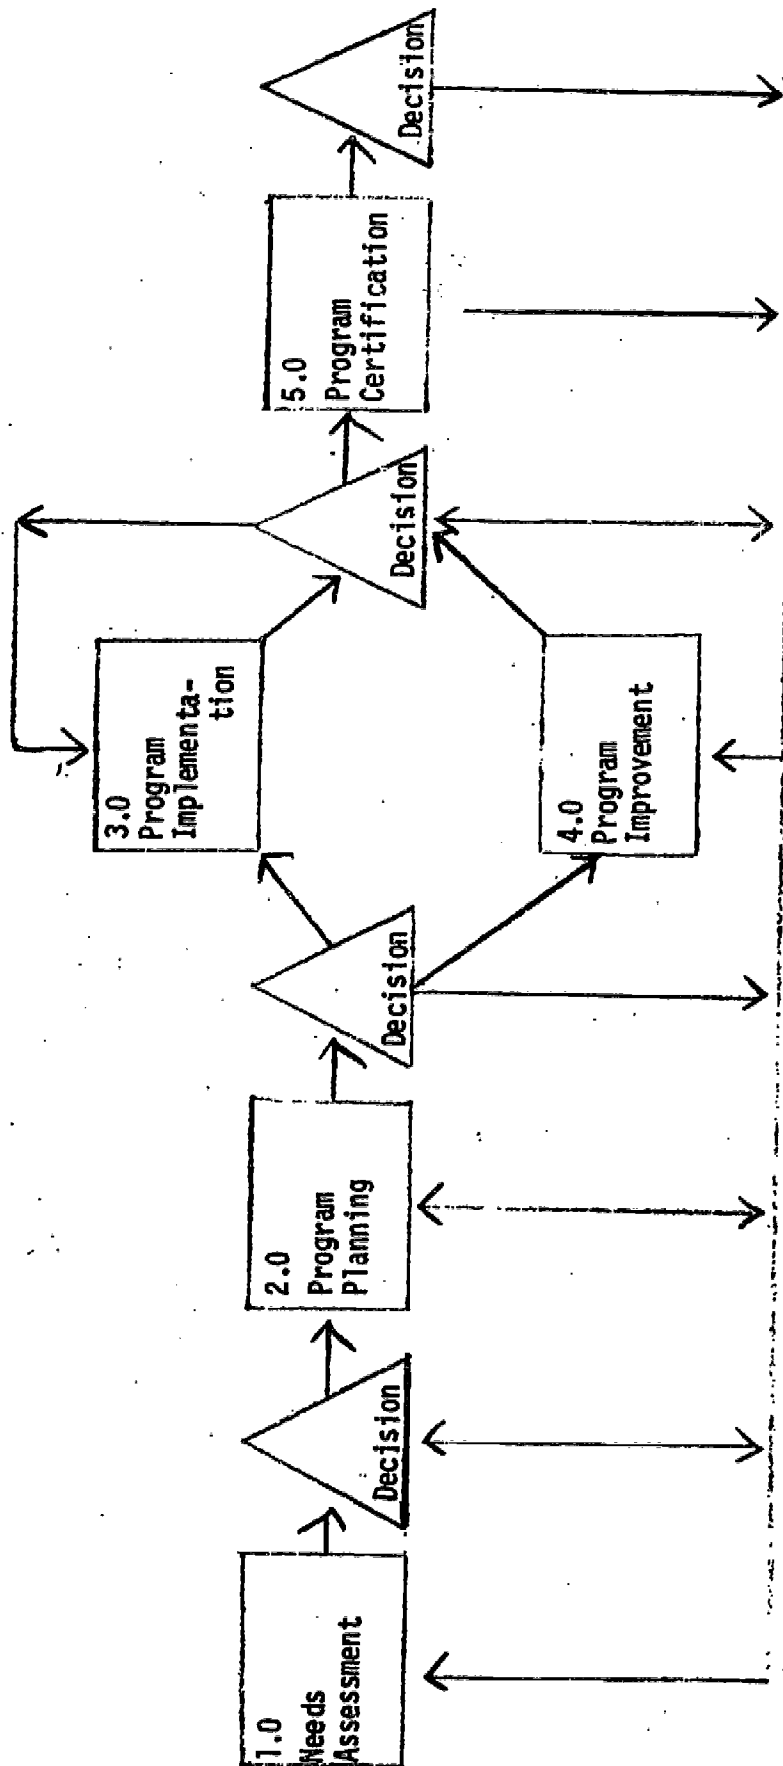 1.0
Needs
Assessment
Decision
2.0
Program
Planning
Decision
3.0
Program
Implementa-
tion
4.0
Program
Improvement
Decision
5.0
Program
Certification
Decision